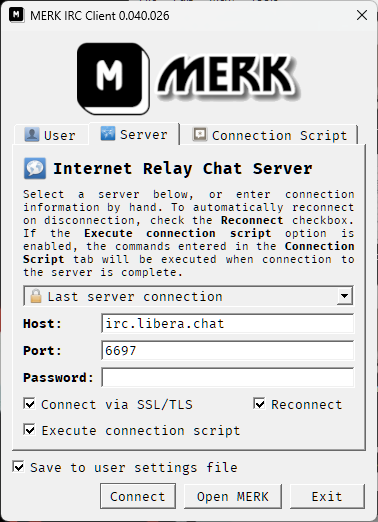 MERK IRC Client 0.040.026
M MERK
User Server Connection Script
Internet Relay Chat Server
Select a server below, or enter connection
information by hand. To automatically reconnect
on disconnection, check the Reconnect checkbox.
If the Execute connection script option is
enabled, the commands entered in the Connection
Script tab will be executed when connection to
the server is complete.
Last server connection
Host: irc.libera.chat
Port: 6697
Password:
Connect via SSL/TLS Reconnect
Execute connection script
Save to user settings file
Connect Open MERK Exit